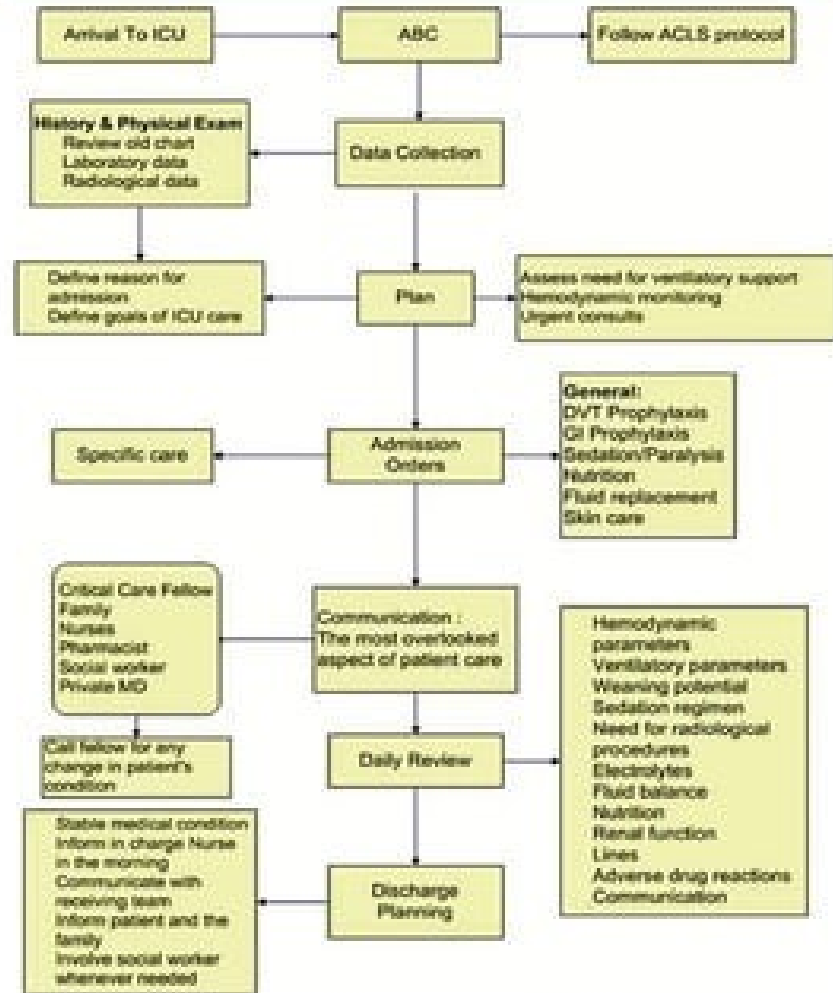 Arrival To ICU
ABC
Follow ACLS protocol
History & Physical Exam
Review old chart
Laboratory data
Radiological data
Data Collection
Define reason for
admission
Define goals of ICU care
Plan
Assess need for ventilatory support
Hemodynamic monitoring
Urgent consults
Specific care
Admission
Orders
General:
DVT Prophylaxis
GI Prophylaxis
Sedation/Paralysis
Nutrition
Fluid replacement
Skin care
Critical Care Fellow
Family
Nurses
Pharmacist
Social worker
Private MD
Communication :
The most overlooked
aspect of patient care
Call fellow for any
change in patient's
condition
Daily Review
Hemodynamic
parameters
Ventilatory parameters
Weaning potential
Sedation regimen
Need for radiological
procedures
Electrolytes
Fluid balance
Nutrition
Renal function
Lines
Adverse drug reactions
Communication
Stable medical condition
Inform in charge Nurse
in the morning
Communicate with
receiving team
Inform patient and the
family
Involve social worker
whenever needed
Discharge
Planning